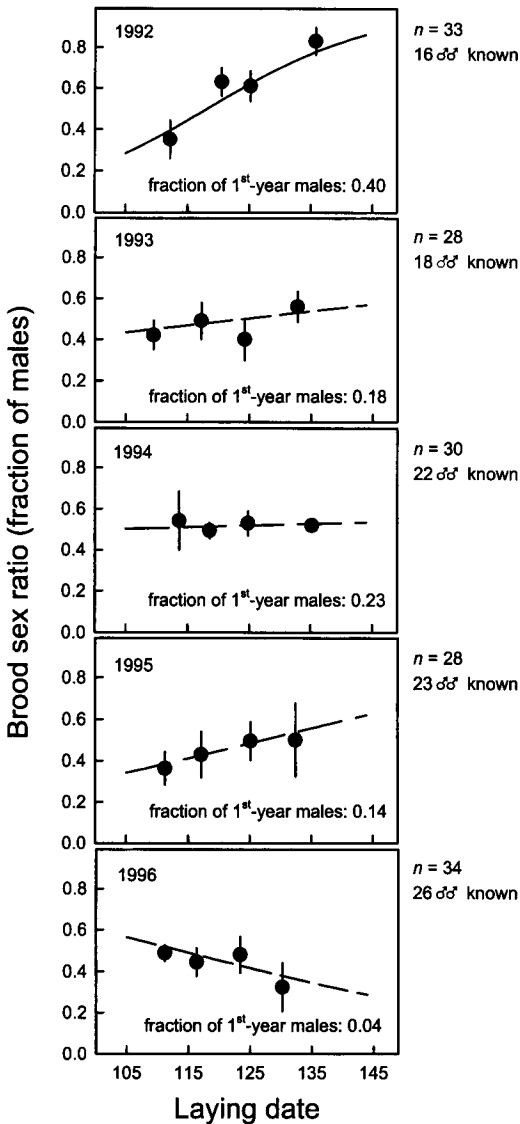 Brood sex ratio (fraction of males)
1992
n = 33
16 ♂♂ known
0.8
0.6
0.4
0.2
0.0
fraction of 1st-year males: 0.40
1993
n = 28
18 ♂♂ known
0.8
0.6
0.4
0.2
0.0
fraction of 1st-year males: 0.18
1994
n = 30
22 ♂♂ known
0.8
0.6
0.4
0.2
0.0
fraction of 1st-year males: 0.23
1995
n = 28
23 ♂♂ known
0.8
0.6
0.4
0.2
0.0
fraction of 1st-year males: 0.14
1996
n = 34
26 ♂♂ known
0.8
0.6
0.4
0.2
0.0
fraction of 1st-year males: 0.04
105 115 125 135 145
Laying date